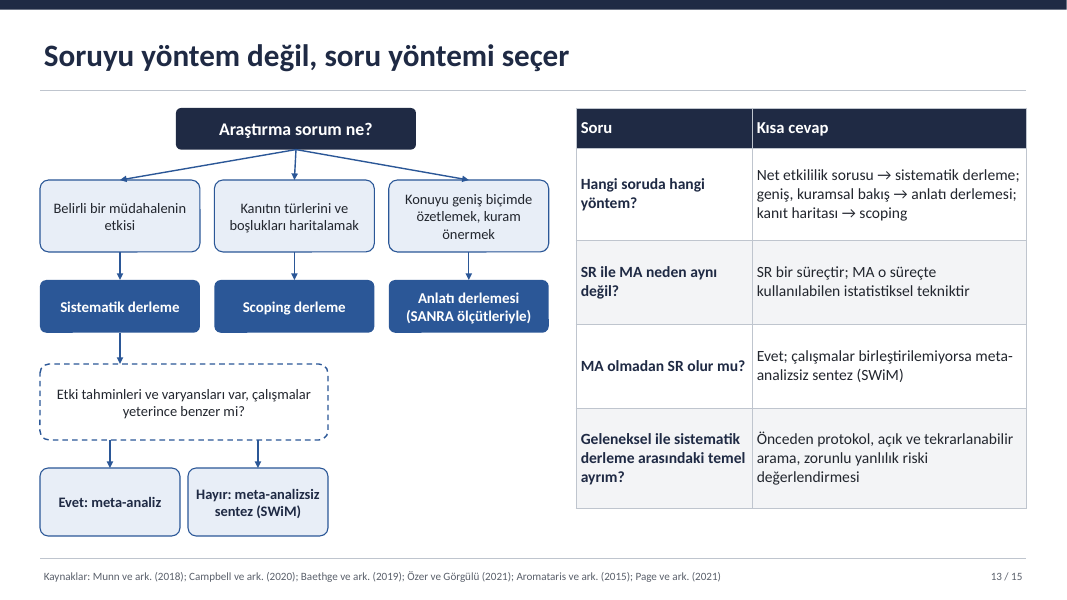 Soruyu yöntem değil, soru yöntemi seçer
Araştırma sorum ne?
Belirli bir müdahalenin
etkisi
Kanıtın türlerini ve
boşlukları haritalamak
Konuyu geniş biçimde
özetlemek, kuram
önermek
Sistematik derleme
Scoping derleme
Anlatı derlemesi
(SANRA ölçütleriyle)
Etki tahminleri ve varyansları var, çalışmalar
yeterince benzer mi?
Evet: meta-analiz
Hayır: meta-analizsiz
sentez (SWiM)
Soru
Kısa cevap
Hangi soruda hangi
yöntem?
Net etkililik sorusu → sistematik derleme;
geniş, kuramsal bakış → anlatı derlemesi;
kanıt haritası → scoping
SR ile MA neden aynı
değil?
SR bir süreçtir; MA o süreçte
kullanılabilen istatistiksel tekniktir
MA olmadan SR olur mu?
Evet; çalışmalar birleştirilemiyorsa meta-
analizsiz sentez (SWiM)
Geleneksel ile sistematik
derleme arasındaki temel
ayrım?
Önceden protokol, açık ve tekrarlanabilir
arama, zorunlu yanlılık riski
değerlendirmesi
Kaynaklar: Munn ve ark. (2018); Campbell ve ark. (2020); Baethge ve ark. (2019); Özer ve Görgülü (2021); Aromataris ve ark. (2015); Page ve ark. (2021)
13 / 15